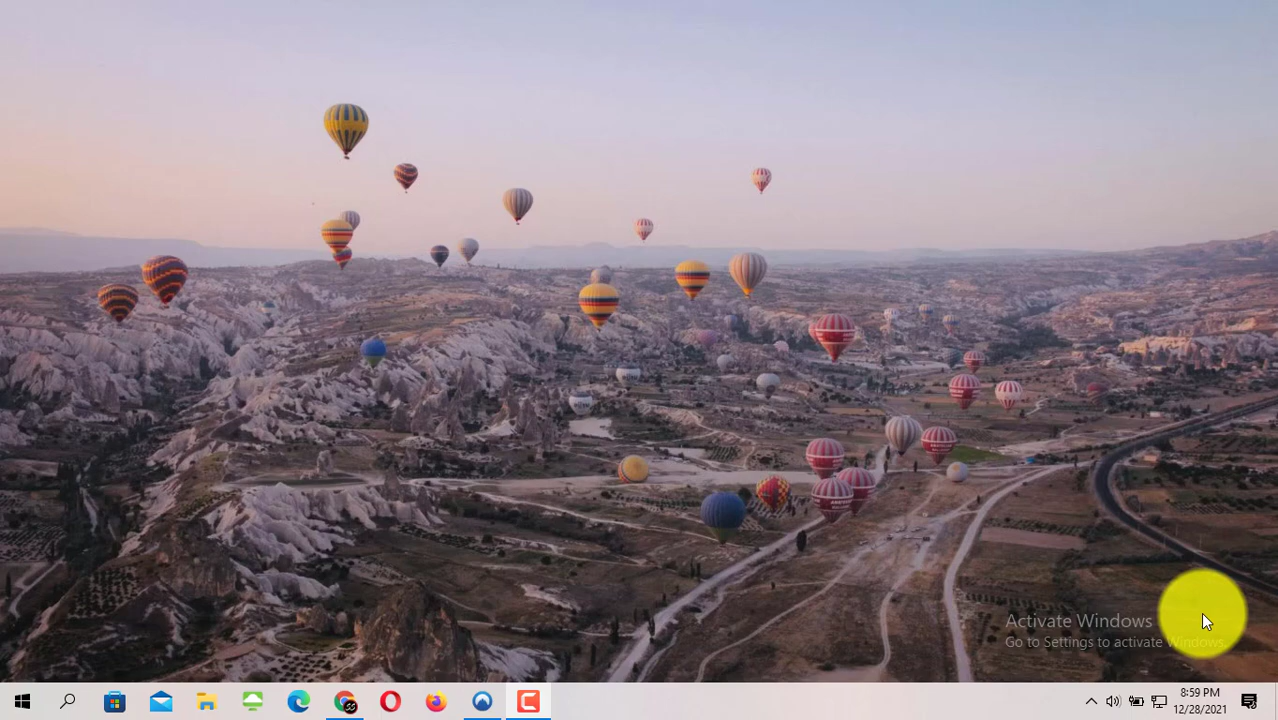 Activate Windows
Go to Settings to activate Windows.
8:59 PM
12/28/2021